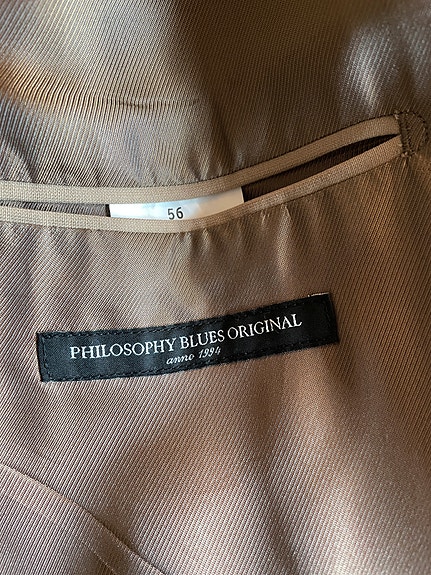 56
PHILOSOPHY BLUES ORIGINAL
anno 1994